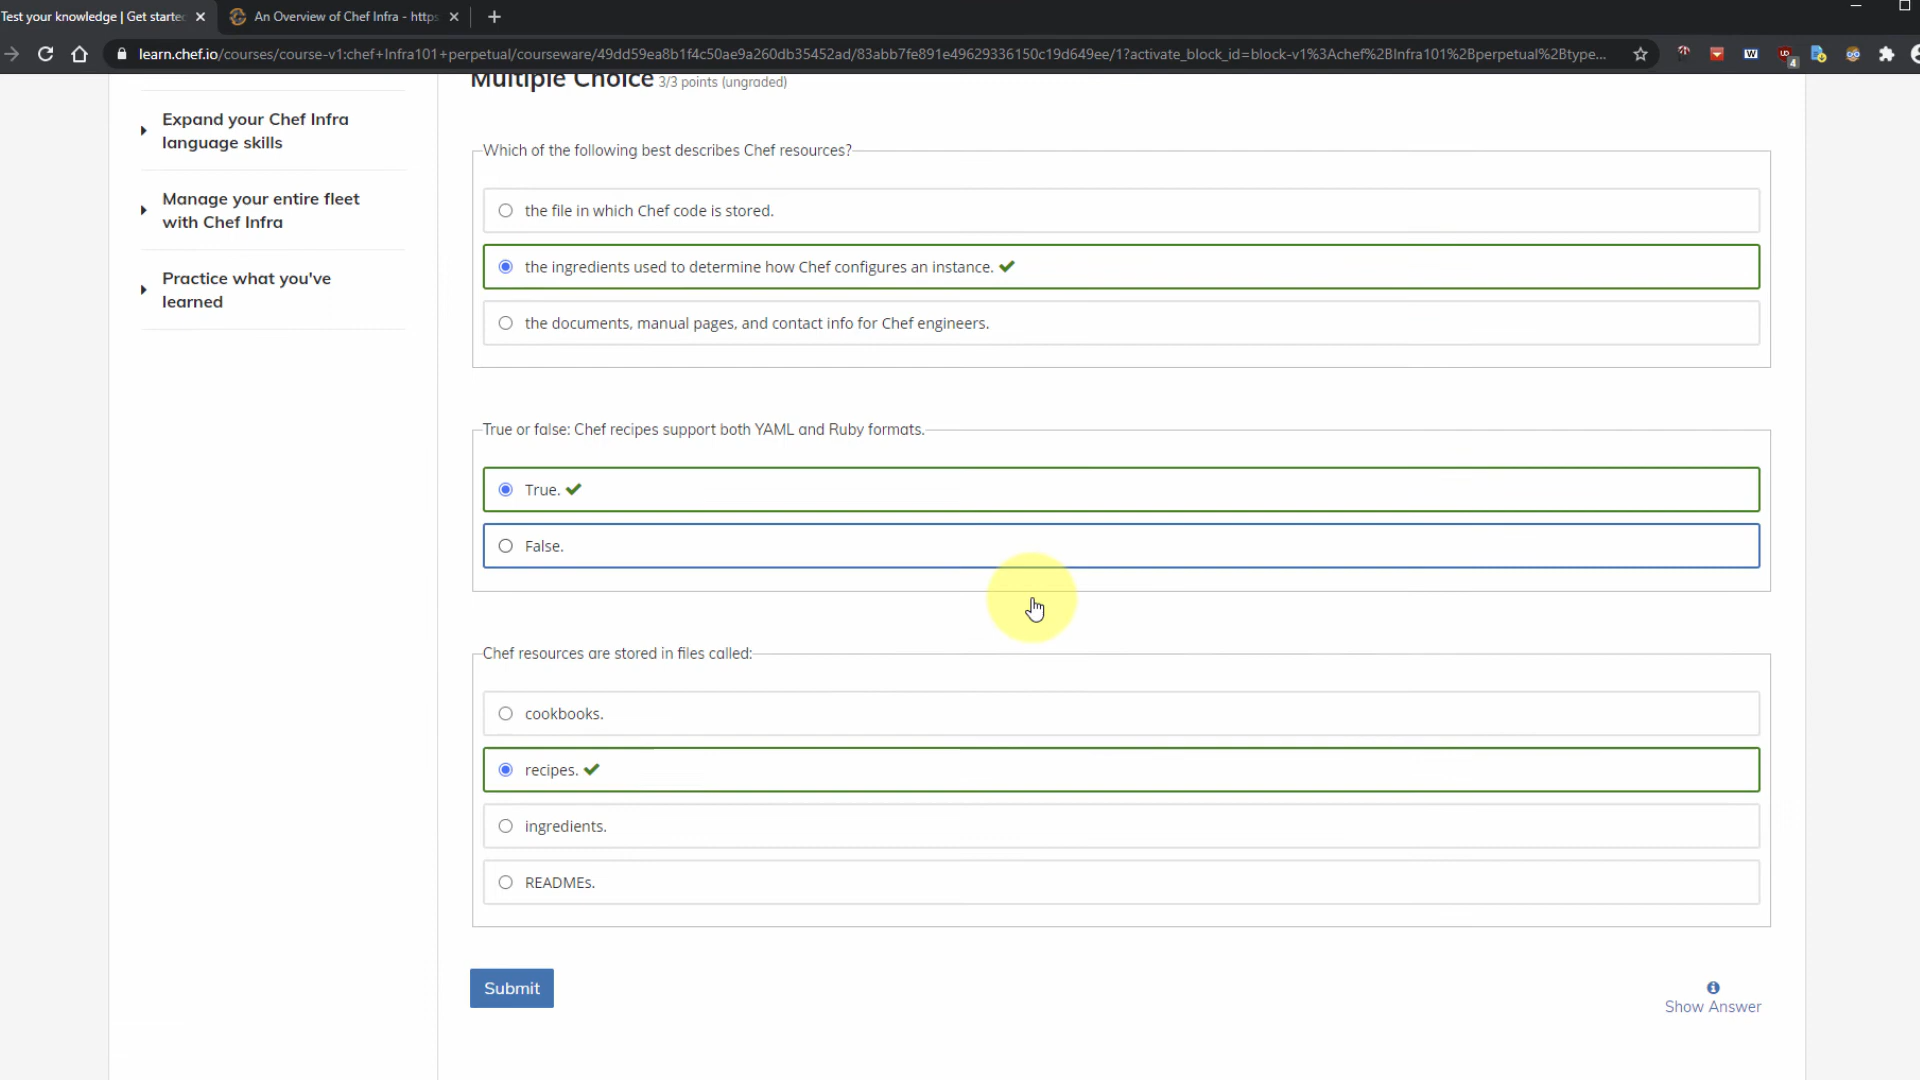 Test your knowledge | Get starte
An Overview of Chef Infra - https
learn.chef.io/courses/course-v1:chef+Infra101+perpetual/courseware/49dd59ea8b1f4c50ae9a260db35452ad/83abb7fe891e49629336150c19d649ee/1?activate_block_id=block-v1%3Achef%2BInfra101%2Bperpetual%2Btype...
4
Multiple Choice 3/3 points (ungraded)
Expand your Chef Infra
language skills
Manage your entire fleet
with Chef Infra
Practice what you've
learned
Which of the following best describes Chef resources?
the file in which Chef code is stored.
the ingredients used to determine how Chef configures an instance.
the documents, manual pages, and contact info for Chef engineers.
True or false: Chef recipes support both YAML and Ruby formats.
True.
False.
Chef resources are stored in files called:
cookbooks.
recipes.
ingredients.
READMEs.
Submit
Show Answer